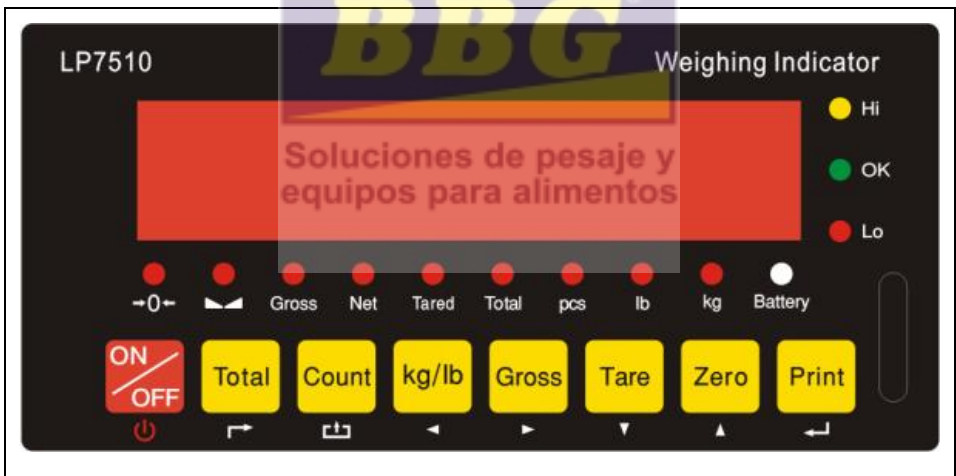 BBG
LP7510 Weighing Indicator
Hi
Soluciones de pesaje y
equipos para alimentos
OK
Lo
→0← Gross Net Tared Total pcs lb kg Battery
ON/OFF Total Count kg/lb Gross Tare Zero Print